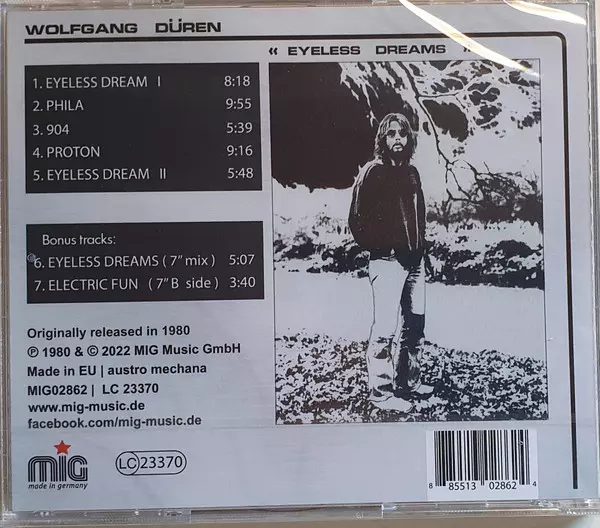 WOLFGANG DÜREN
« EYELESS DREAMS »
1. EYELESS DREAM I 8:18
2. PHILA 9:55
3. 904 5:39
4. PROTON 9:16
5. EYELESS DREAM II 5:48
Bonus tracks:
6. EYELESS DREAMS ( 7" mix ) 5:07
7. ELECTRIC FUN ( 7" B side ) 3:40
Originally released in 1980
℗ 1980 & © 2022 MIG Music GmbH
Made in EU | austro mechana
MIG02862 | LC 23370
www.mig-music.de
facebook.com/mig-music.de
mig
made in germany
LC 23370
8 85513 02862 4